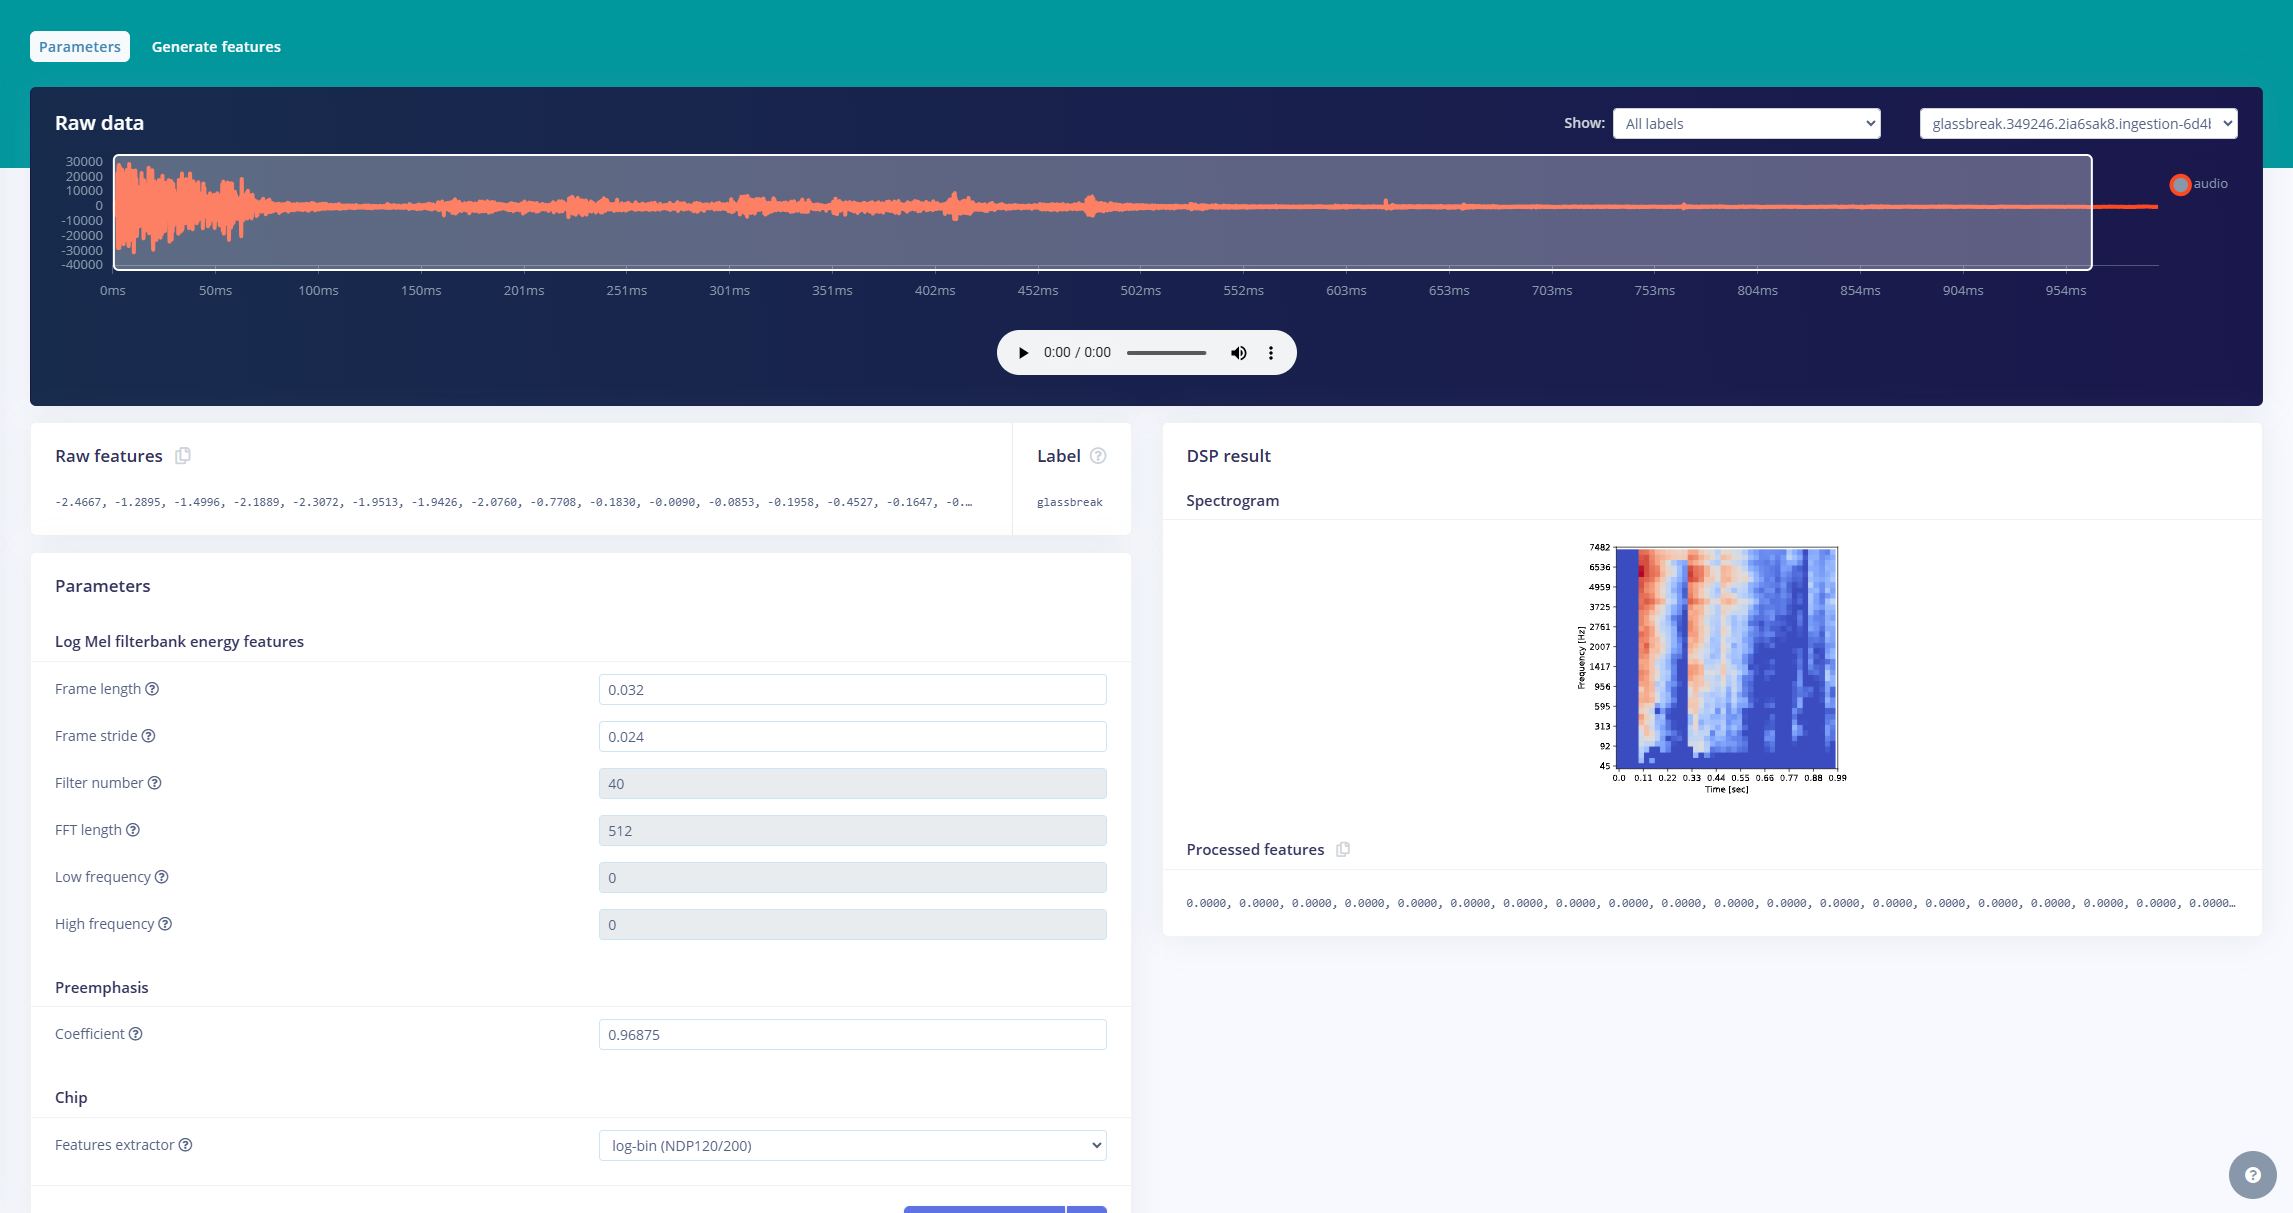 Parameters Generate features
Raw data
Show: All labels glassbreak.349246.2ia6sak8.ingestion-6d4
30000
20000
10000
0
-10000
-20000
-30000
-40000
audio
0ms 50ms 100ms 150ms 201ms 251ms 301ms 351ms 402ms 452ms 502ms 552ms 603ms 653ms 703ms 753ms 804ms 854ms 904ms 954ms
0:00 / 0:00
Raw features
-2.4667, -1.2895, -1.4996, -2.1889, -2.3072, -1.9513, -1.9426, -2.0760, -0.7708, -0.1830, -0.0090, -0.0853, -0.1958, -0.4527, -0.1647, -0.…
Label
glassbreak
Parameters
Log Mel filterbank energy features
Frame length 0.032
Frame stride 0.024
Filter number 40
FFT length 512
Low frequency 0
High frequency 0
Preemphasis
Coefficient 0.96875
Chip
Features extractor log-bin (NDP120/200)
DSP result
Spectrogram
7482
6536
4959
3725
2761
2007
1417
956
595
313
92
45
Frequency [Hz]
0.0 0.11 0.22 0.33 0.44 0.55 0.66 0.77 0.88 0.99
Time [sec]
Processed features
0.0000, 0.0000, 0.0000, 0.0000, 0.0000, 0.0000, 0.0000, 0.0000, 0.0000, 0.0000, 0.0000, 0.0000, 0.0000, 0.0000, 0.0000, 0.0000, 0.0000, 0.0000, 0.0000, 0.0000…